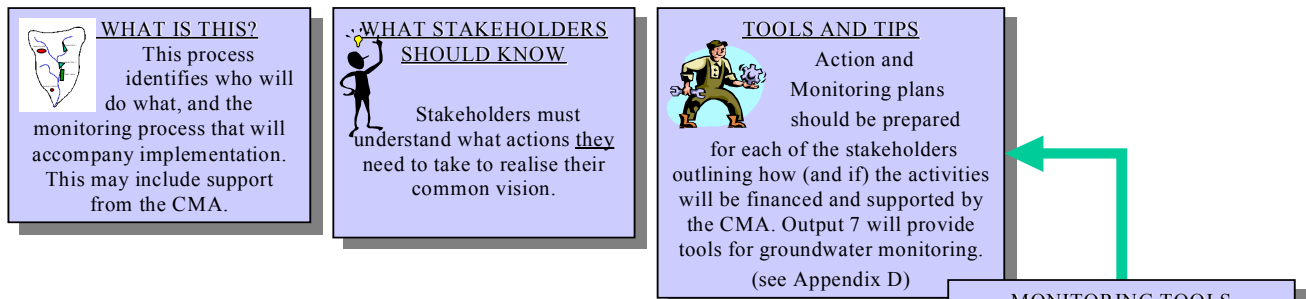 WHAT IS THIS?
This process
identifies who will
do what, and the
monitoring process that will
accompany implementation.
This may include support
from the CMA.
WHAT STAKEHOLDERS
SHOULD KNOW
Stakeholders must
understand what actions they
need to take to realise their
common vision.
TOOLS AND TIPS
Action and
Monitoring plans
should be prepared
for each of the stakeholders
outlining how (and if) the activities
will be financed and supported by
the CMA. Output 7 will provide
tools for groundwater monitoring.
(see Appendix D)
MONITORING TOOLS